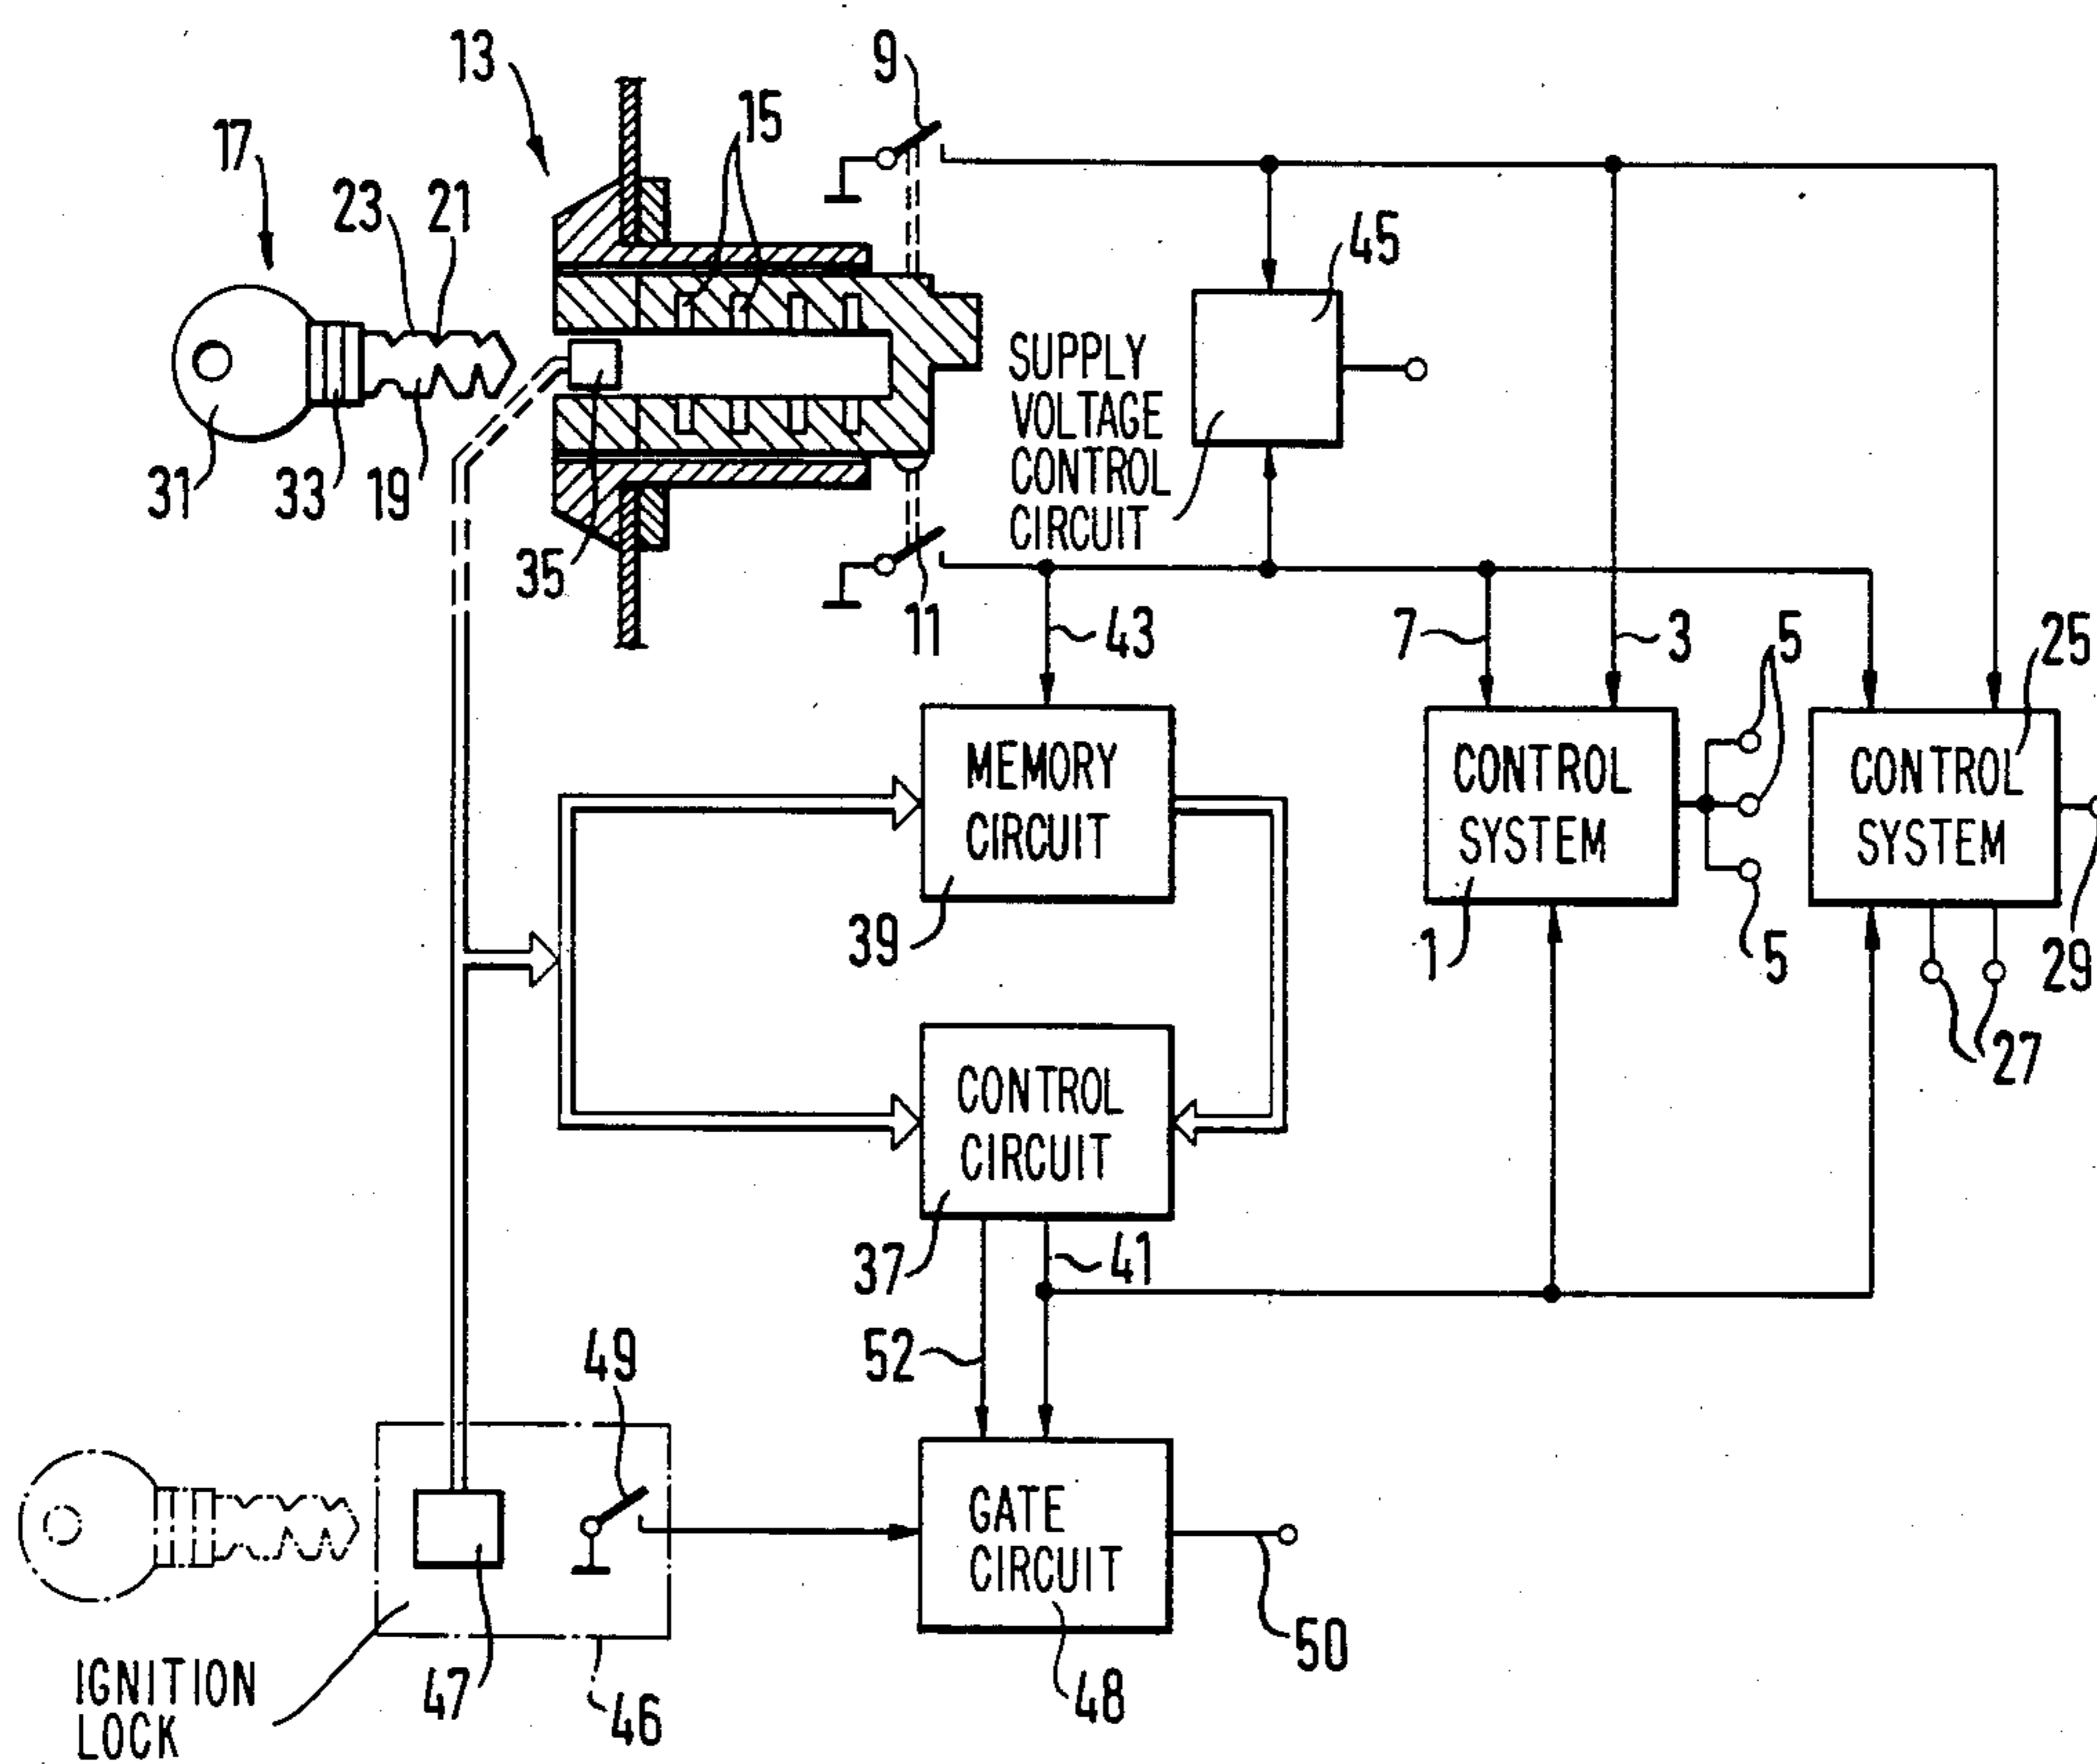 13
9
15
17
23 21
45
SUPPLY
VOLTAGE
CONTROL
CIRCUIT
31 33 19
35
11
43
7
3
5
25
MEMORY
CIRCUIT
CONTROL
SYSTEM
CONTROL
SYSTEM
39
1
5
29
27
CONTROL
CIRCUIT
37
41
52
49
GATE
CIRCUIT
50
IGNITION
LOCK
47
46
48